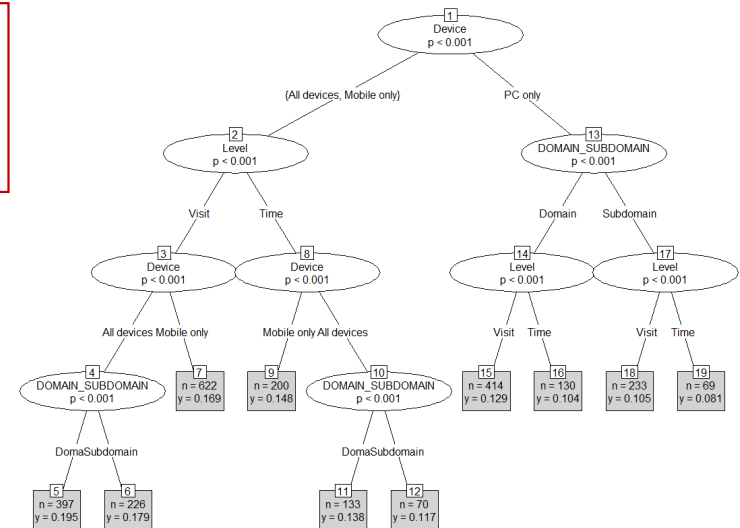 1
Device
p < 0.001
{All devices, Mobile only}
PC only
2
Level
p < 0.001
13
DOMAIN_SUBDOMAIN
p < 0.001
Visit
Time
Domain
Subdomain
3
Device
p < 0.001
8
Device
p < 0.001
14
Level
p < 0.001
17
Level
p < 0.001
All devices Mobile only
Mobile only All devices
Visit
Time
Visit
Time
4
DOMAIN_SUBDOMAIN
p < 0.001
7
n = 622
y = 0.169
9
n = 200
y = 0.148
10
DOMAIN_SUBDOMAIN
p < 0.001
15
n = 414
y = 0.129
16
n = 130
y = 0.104
18
n = 233
y = 0.105
19
n = 69
y = 0.081
DomaSubdomain
DomaSubdomain
5
n = 397
y = 0.195
6
n = 226
y = 0.179
11
n = 133
y = 0.138
12
n = 70
y = 0.117